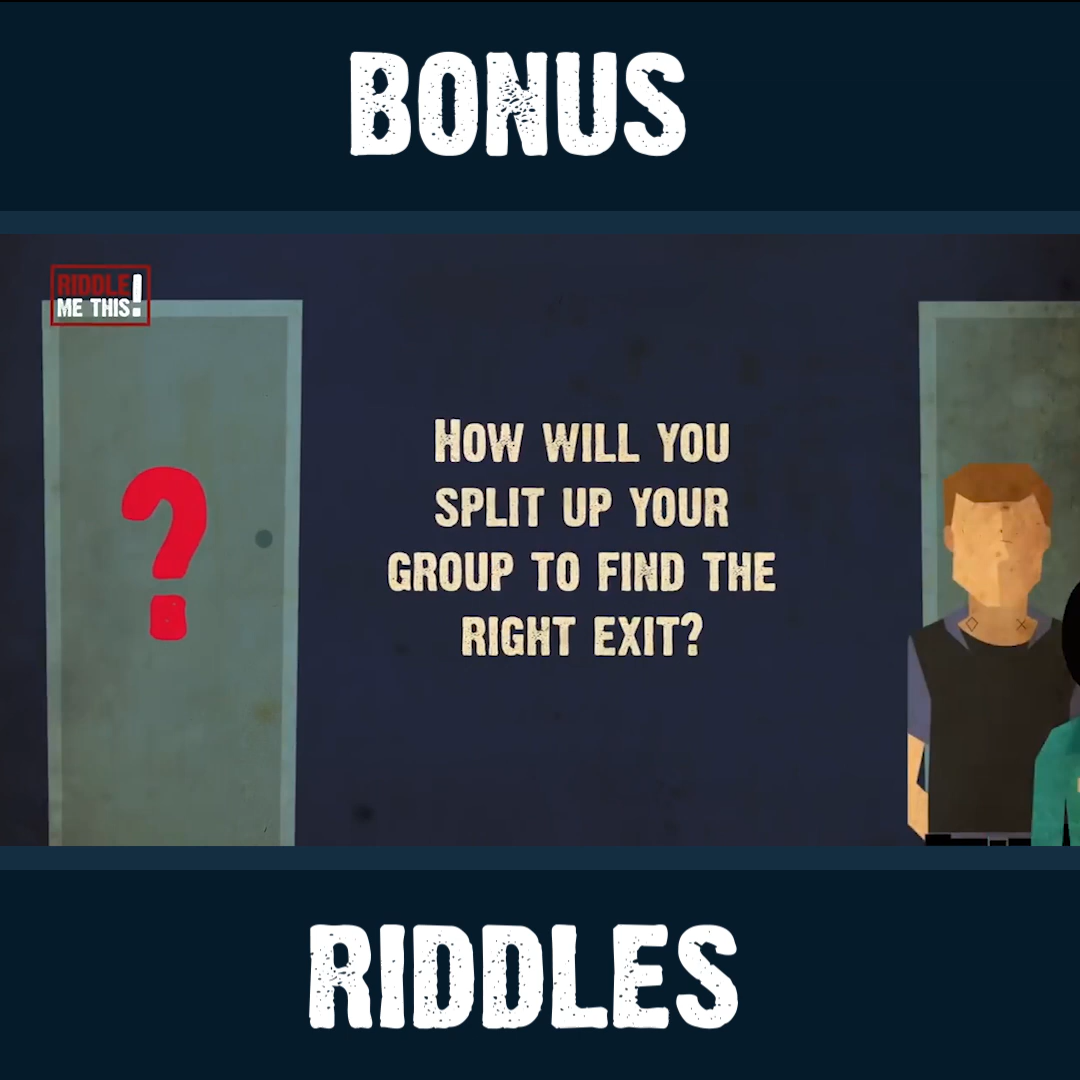 BONUS
RIDDLE
ME THIS!
HOW WILL YOU
SPLIT UP YOUR
GROUP TO FIND THE
RIGHT EXIT?
?
RIDDLES